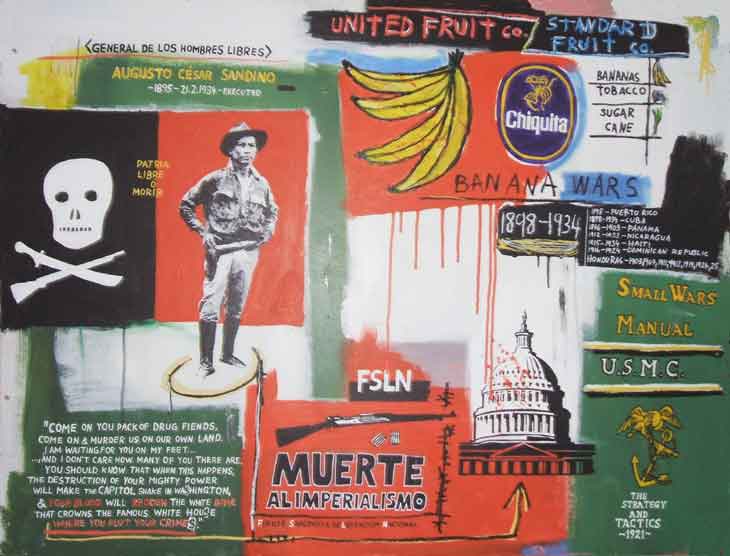 <GENERAL DE LOS HOMBRES LIBRES>
AUGUSTO CÉSAR SANDINO
~1895-21.2.1934-EXECUTED
PATRIA
LIBRE
O
MORIR
UNITED FRUIT CO.
STANDARD
FRUIT CO.
Chiquita
BANANAS
TOBACCO
SUGAR
CANE
BANANA WARS
1898-1934
1898-PUERTO RICO
-CUBA
-PANAMA
-NICARAGUA
1915-1934-HAITI
1916-1924-DOMINICAN REPUBLIC
HONDURAS-
SMALL WARS
MANUAL
U.S.M.C.
THE
STRATEGY
AND
TACTICS
~1921~
FSLN
MUERTE
AL IMPERIALISMO
FRENTE SANDINISTA DE LIBERACION NACIONAL
"COME ON YOU PACK OF DRUG FIENDS,
COME ON & MURDER US ON OUR OWN LAND.
I AM WAITING FOR YOU ON MY FEET...
...AND I DON'T CARE HOW MANY OF YOU THERE ARE.
YOU SHOULD KNOW THAT WHEN THIS HAPPENS,
THE DESTRUCTION OF YOUR MIGHTY POWER
WILL MAKE THE CAPITOL SHAKE IN WASHINGTON,
& YOUR BLOOD WILL REDDEN THE WHITE DOME
THAT CROWNS THE FAMOUS WHITE HOUSE
WHERE YOU PLOT YOUR CRIMES."